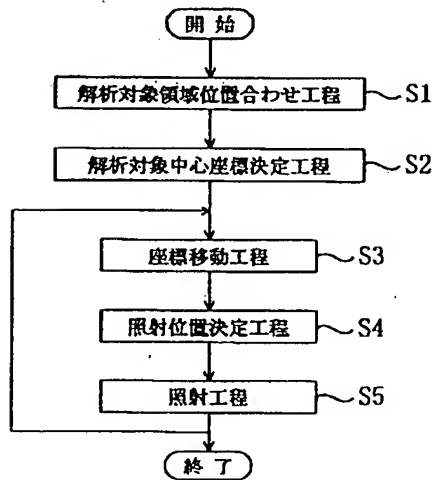 開始
解析対象領域位置合わせ工程 S1
解析対象中心座標決定工程 S2
座標移動工程 S3
照射位置決定工程 S4
照射工程 S5
終了